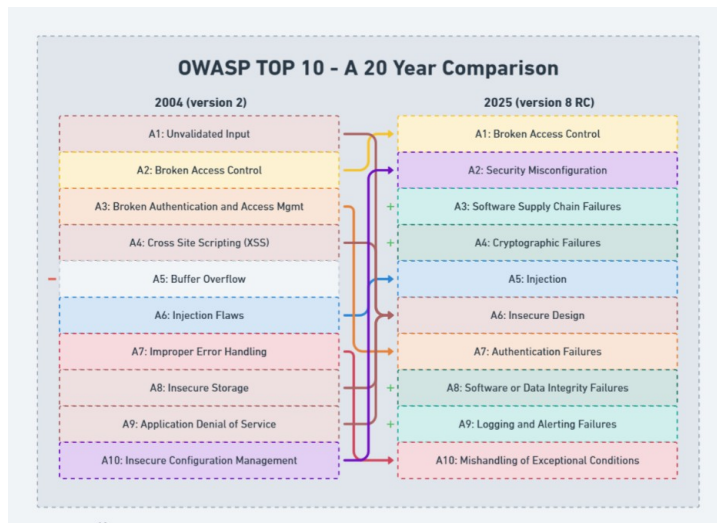 OWASP TOP 10 - A 20 Year Comparison
2004 (version 2)
A1: Unvalidated Input
A2: Broken Access Control
A3: Broken Authentication and Access Mgmt
A4: Cross Site Scripting (XSS)
A5: Buffer Overflow
A6: Injection Flaws
A7: Improper Error Handling
A8: Insecure Storage
A9: Application Denial of Service
A10: Insecure Configuration Management
2025 (version 8 RC)
A1: Broken Access Control
A2: Security Misconfiguration
A3: Software Supply Chain Failures
A4: Cryptographic Failures
A5: Injection
A6: Insecure Design
A7: Authentication Failures
A8: Software or Data Integrity Failures
A9: Logging and Alerting Failures
A10: Mishandling of Exceptional Conditions